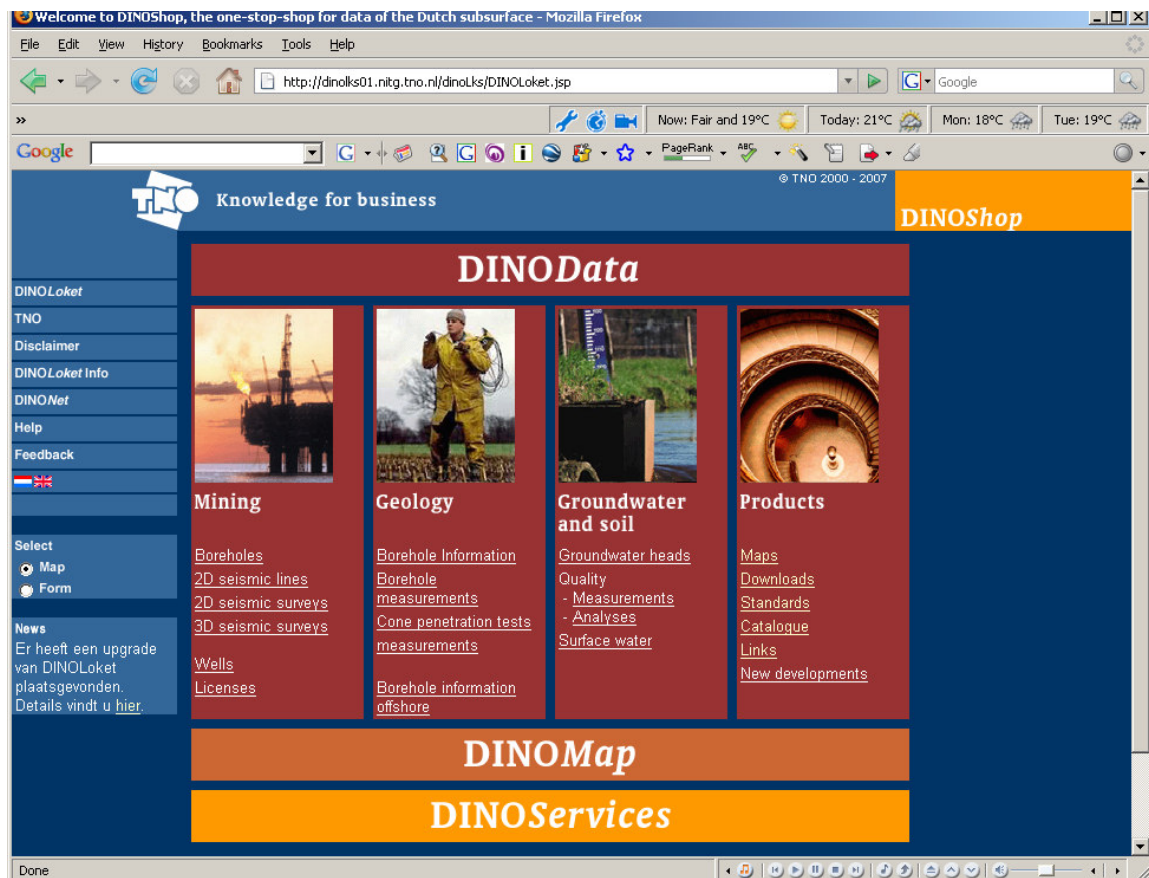 Welcome to DINOShop, the one-stop-shop for data of the Dutch subsurface - Mozilla Firefox
File Edit View History Bookmarks Tools Help
http://dinolks01.nitg.tno.nl/dinoLks/DINOLoket.jsp
G Google
» Now: Fair and 19°C Today: 21°C Mon: 18°C Tue: 19°C
Google G G i PageRank ABC
© TNO 2000 - 2007
TNO Knowledge for business
DINOShop
DINOLoket
TNO
Disclaimer
DINOLoket Info
DINONet
Help
Feedback
Select
Map
Form
News
Er heeft een upgrade
van DINOLoket
plaatsgevonden.
Details vindt u hier.
DINOData
Mining
Boreholes
2D seismic lines
2D seismic surveys
3D seismic surveys
Wells
Licenses
Geology
Borehole Information
Borehole
measurements
Cone penetration tests
measurements
Borehole information
offshore
Groundwater
and soil
Groundwater heads
Quality
- Measurements
- Analyses
Surface water
Products
Maps
Downloads
Standards
Catalogue
Links
New developments
DINOMap
DINOServices
Done